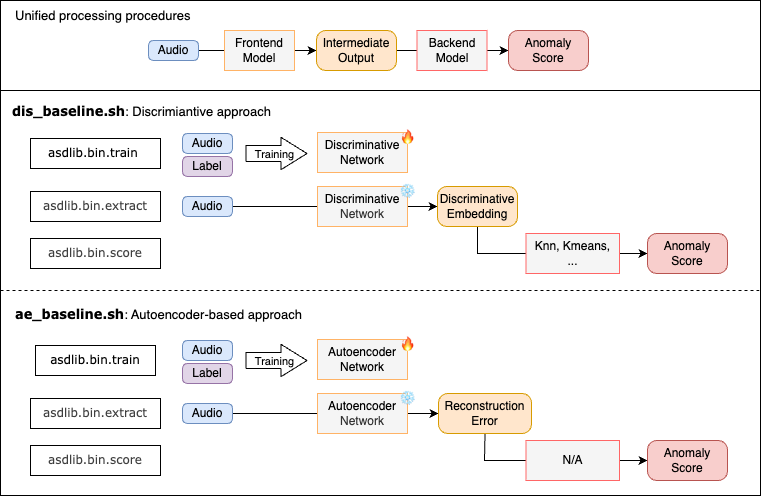 Unified processing procedures
Audio
Frontend
Model
Intermediate
Output
Backend
Model
Anomaly
Score
dis_baseline.sh: Discrimiantive approach
asdlib.bin.train
Audio
Label
Training
Discriminative
Network
asdlib.bin.extract
Audio
Discriminative
Network
Discriminative
Embedding
asdlib.bin.score
Knn, Kmeans,
...
Anomaly
Score
ae_baseline.sh: Autoencoder-based approach
asdlib.bin.train
Audio
Label
Training
Autoencoder
Network
asdlib.bin.extract
Audio
Autoencoder
Network
Reconstruction
Error
asdlib.bin.score
N/A
Anomaly
Score